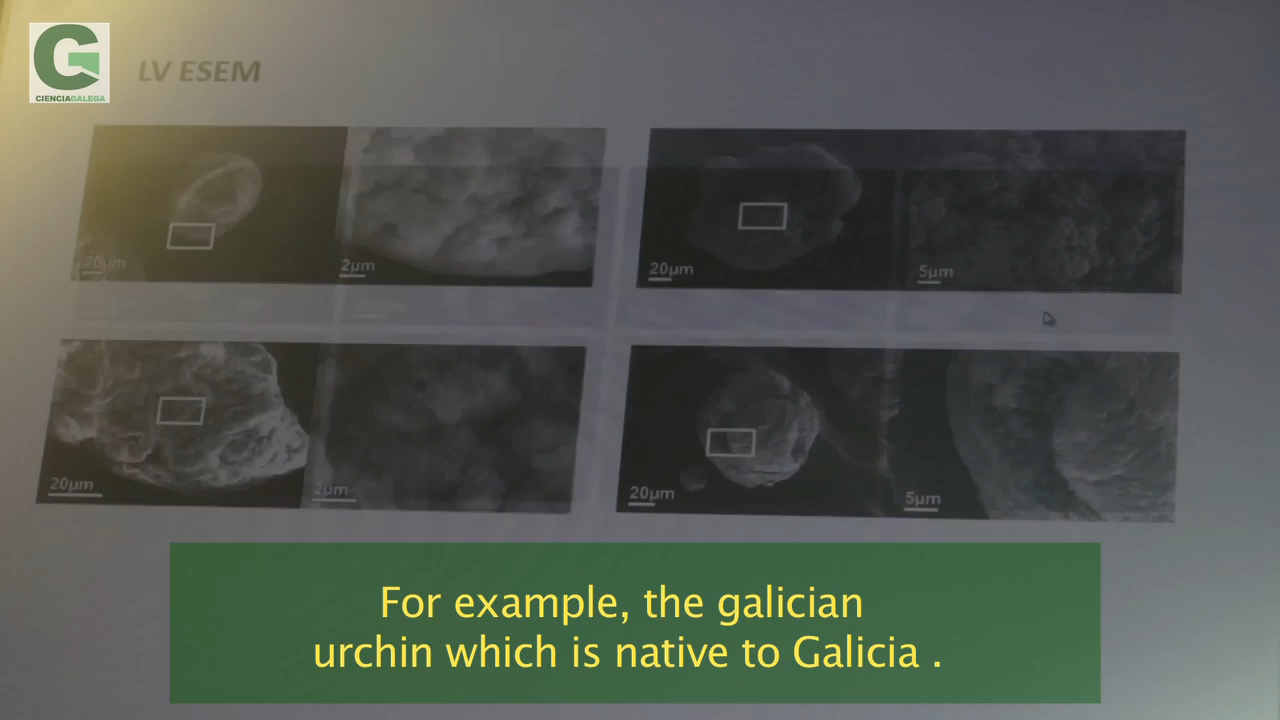 G
CIENCIAGALEGA
LV ESEM
20μm
2μm
20μm
5μm
20μm
2μm
20μm
5μm
For example, the galician
urchin which is native to Galicia .